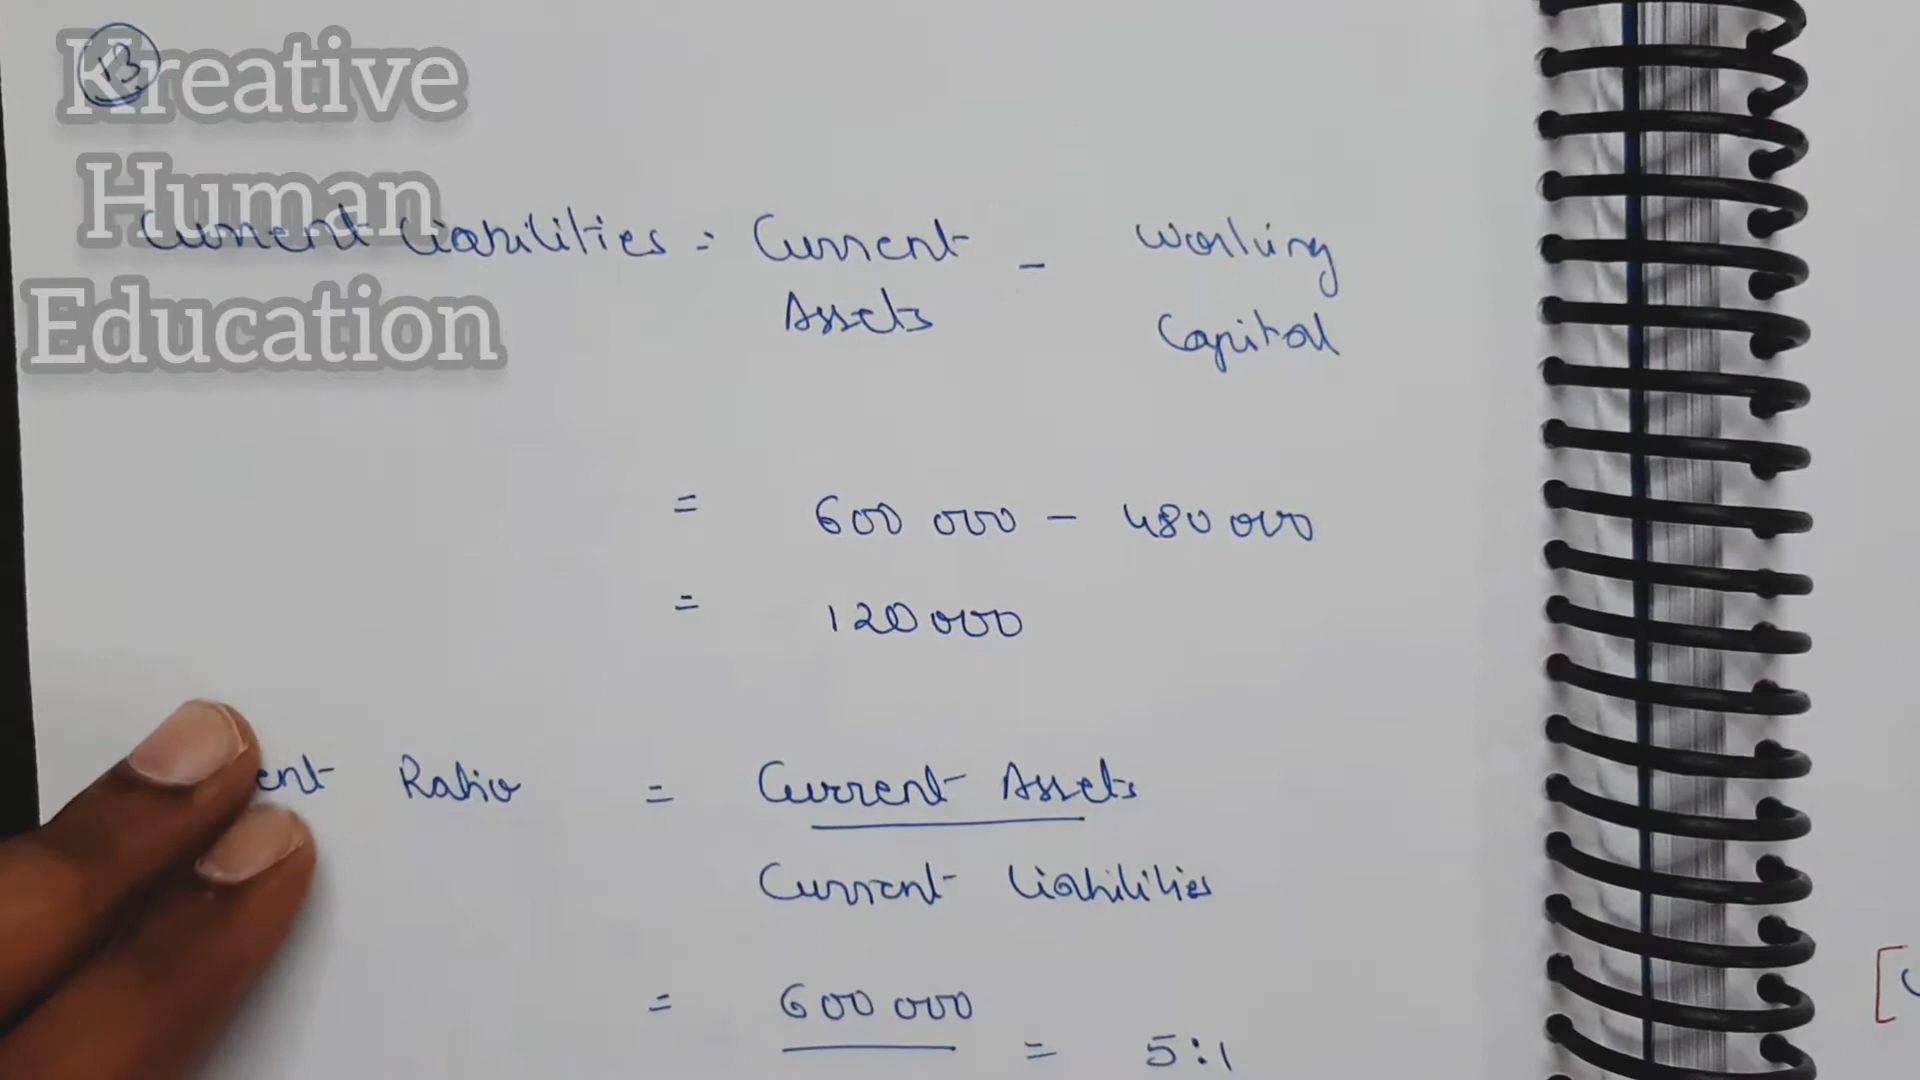 13
Kreative
Human
Education
Current Liabilities = Current Assets - Working Capital
= 600 000 - 480 000
= 120 000
ent Ratio = Current Assets
Current Liabilities
= 600 000 = 5:1